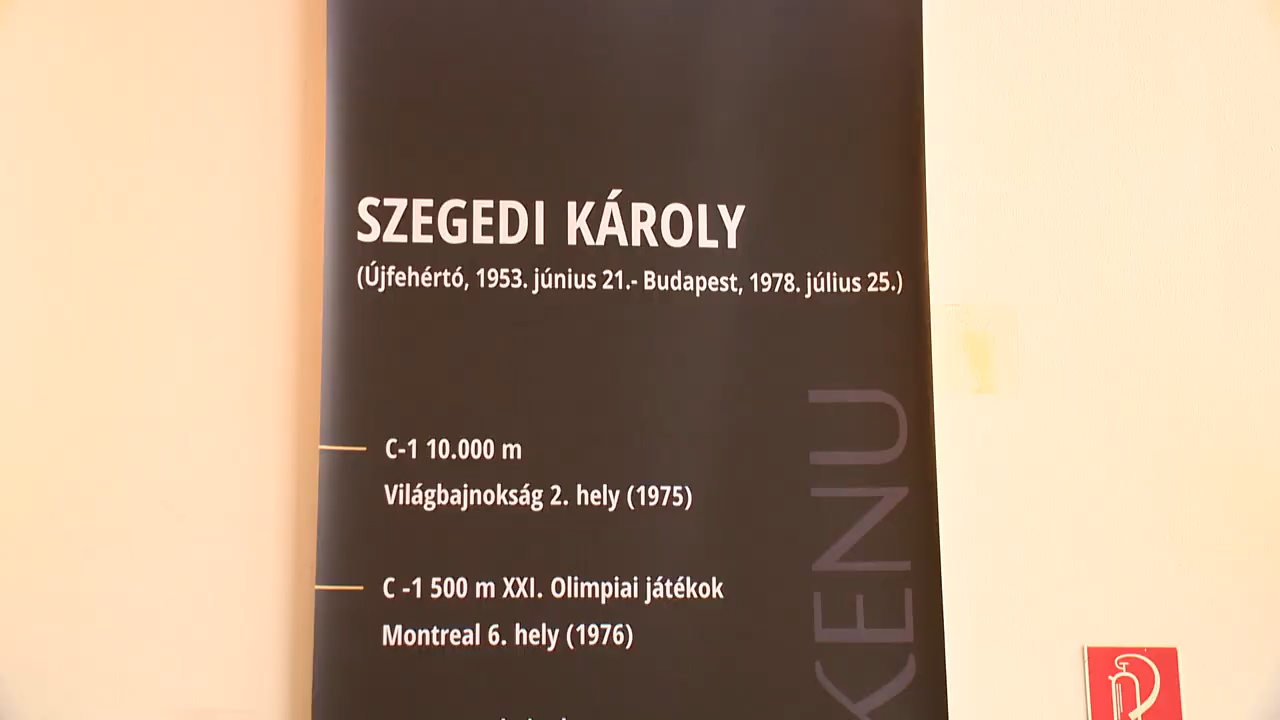 SZEGEDI KÁROLY
(Újfehértó, 1953. június 21.- Budapest, 1978. július 25.)
C-1 10.000 m
Világbajnokság 2. hely (1975)
C -1 500 m XXI. Olimpiai játékok
Montreal 6. hely (1976)
KENU